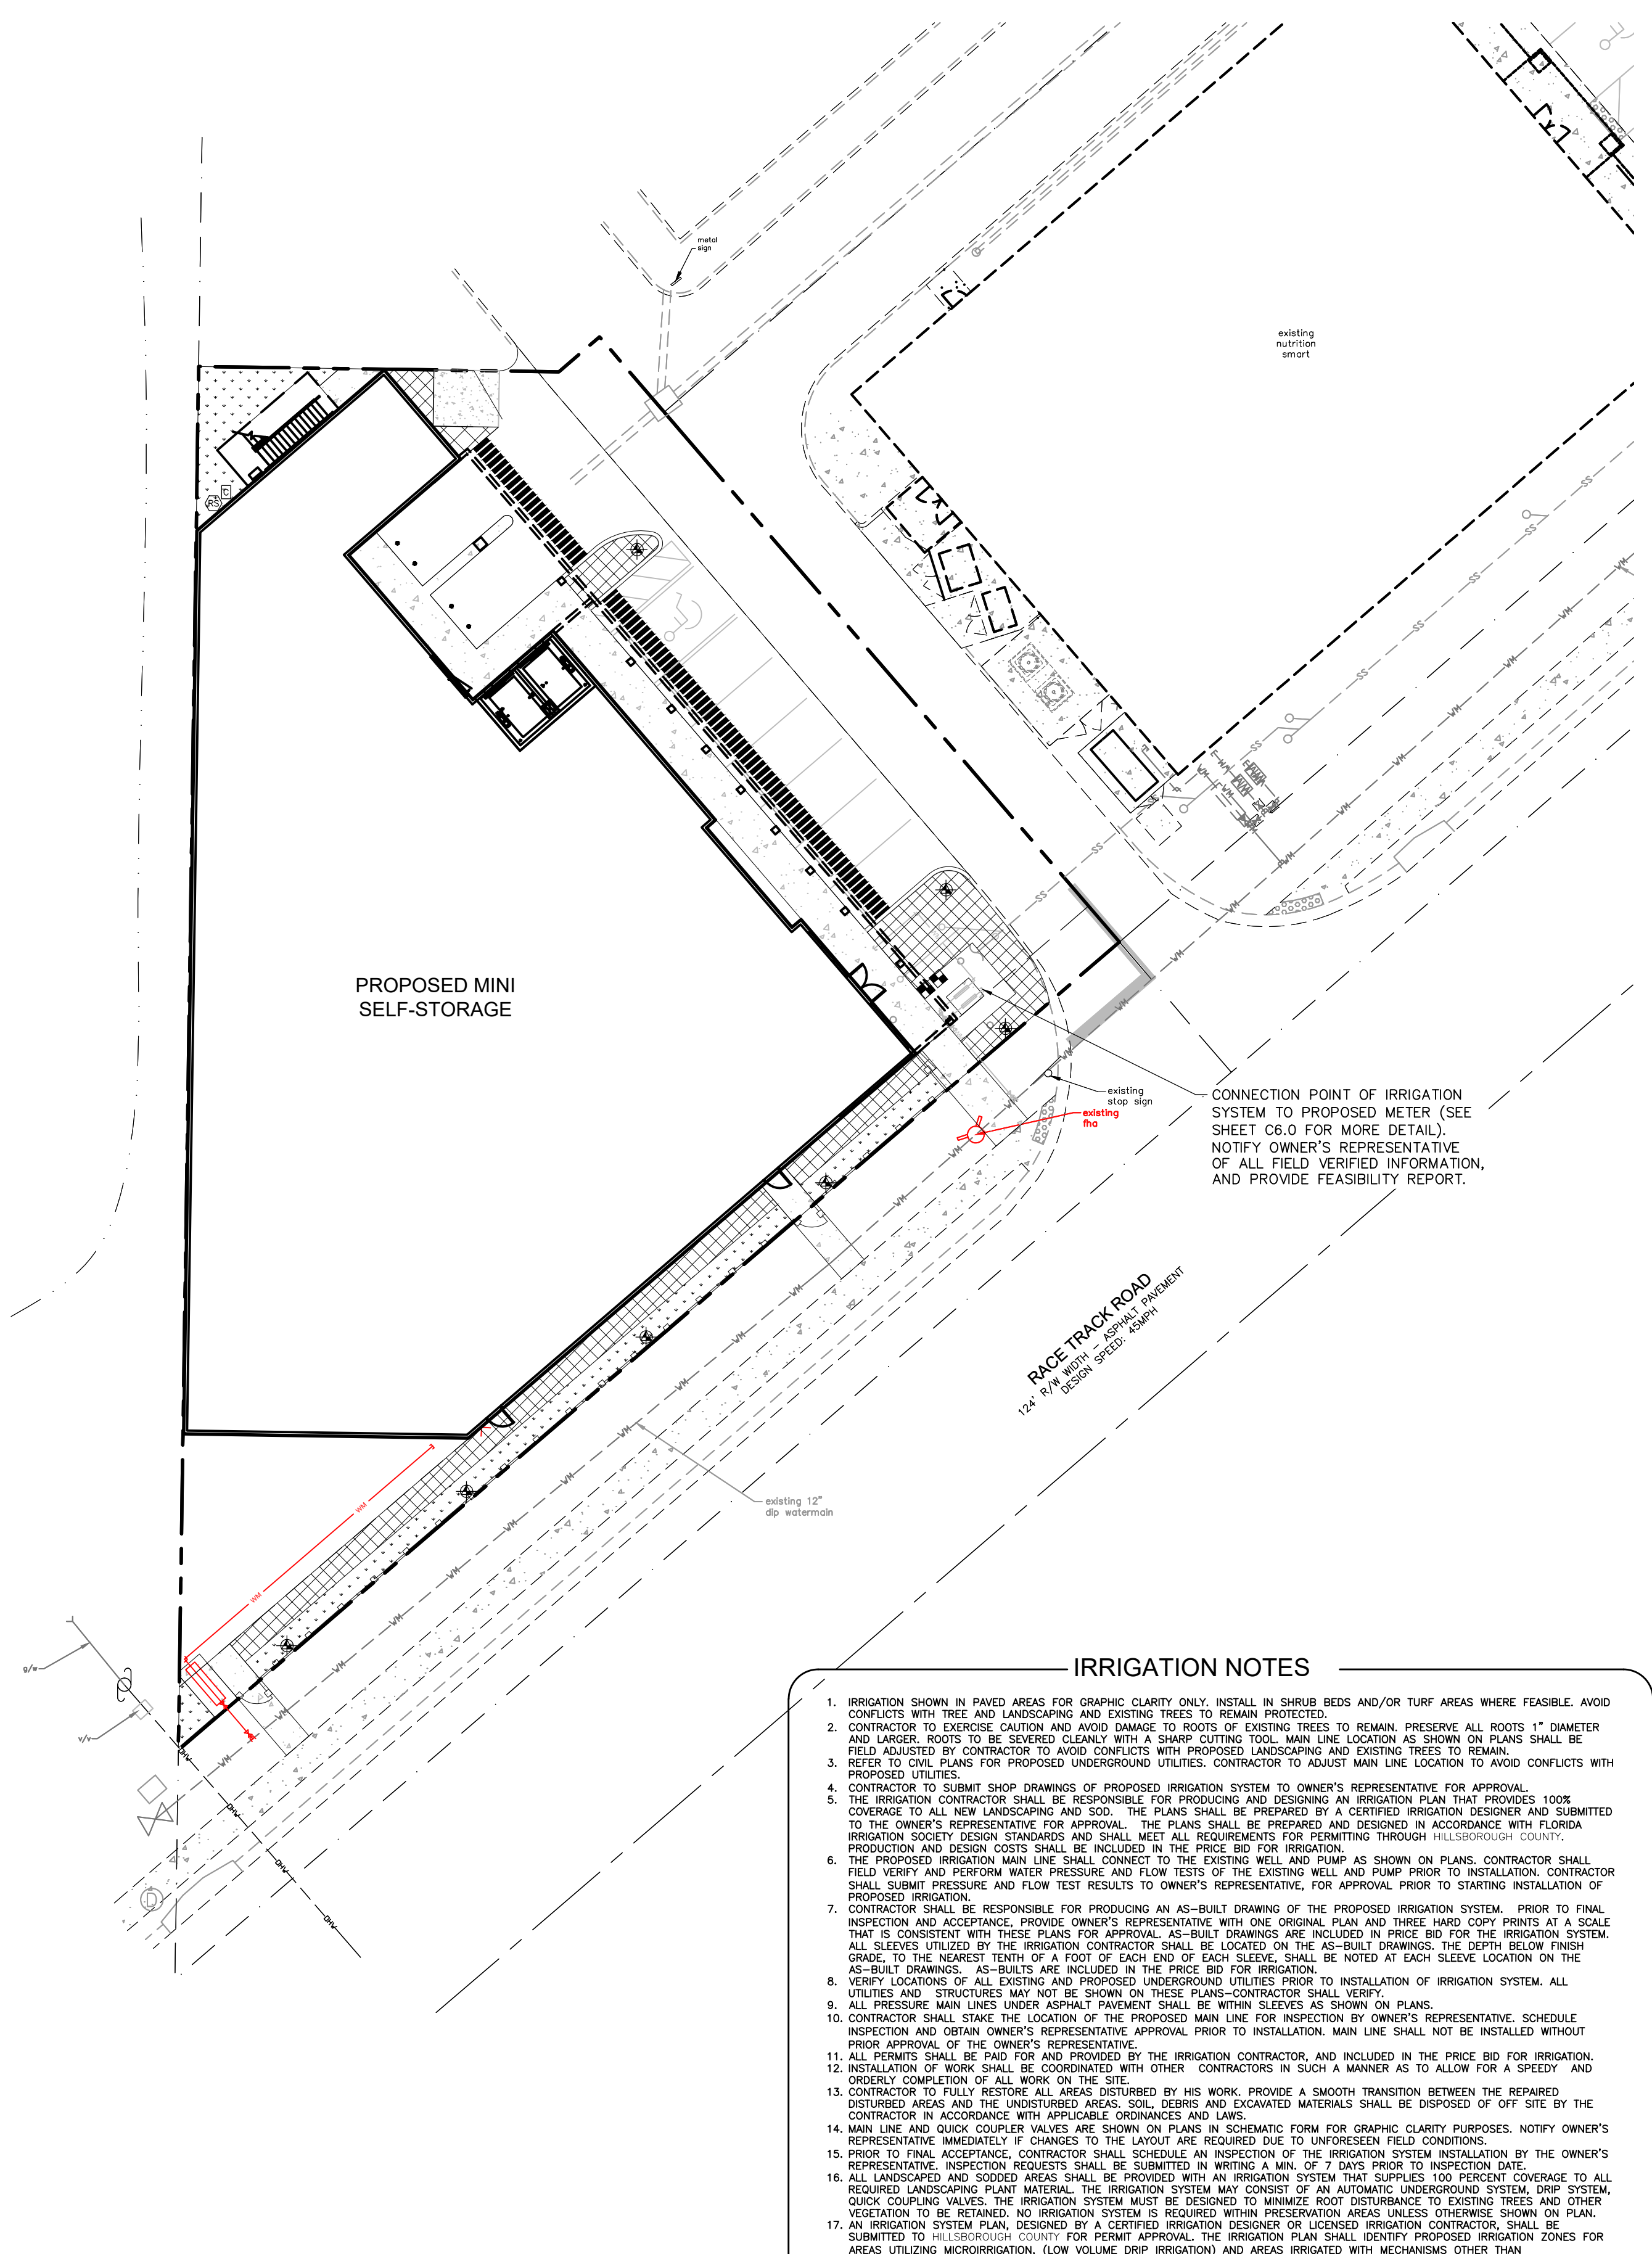 metal
sign
existing
nutrition
smart
RS
C
SS
SS
SS
SS
SS
SS
SS
SS
WM
WM
WM
WM
WM
WM
WM
WM
WM
WM
PROPOSED MINI
SELF-STORAGE
existing
stop sign
existing
fha
CONNECTION POINT OF IRRIGATION
SYSTEM TO PROPOSED METER (SEE
SHEET C6.0 FOR MORE DETAIL).
NOTIFY OWNER'S REPRESENTATIVE
OF ALL FIELD VERIFIED INFORMATION,
AND PROVIDE FEASIBILITY REPORT.
RACE TRACK ROAD
124' R/W WIDTH - ASPHALT PAVEMENT
DESIGN SPEED: 45MPH
existing 12"
dip watermain
WM
WM
g/w
v/v
OHV
OHV
OHV
OHV
D
IRRIGATION NOTES
1. IRRIGATION SHOWN IN PAVED AREAS FOR GRAPHIC CLARITY ONLY. INSTALL IN SHRUB BEDS AND/OR TURF AREAS WHERE FEASIBLE. AVOID
CONFLICTS WITH TREE AND LANDSCAPING AND EXISTING TREES TO REMAIN PROTECTED.
2. CONTRACTOR TO EXERCISE CAUTION AND AVOID DAMAGE TO ROOTS OF EXISTING TREES TO REMAIN. PRESERVE ALL ROOTS 1" DIAMETER
AND LARGER. ROOTS TO BE SEVERED CLEANLY WITH A SHARP CUTTING TOOL. MAIN LINE LOCATION AS SHOWN ON PLANS SHALL BE
FIELD ADJUSTED BY CONTRACTOR TO AVOID CONFLICTS WITH PROPOSED LANDSCAPING AND EXISTING TREES TO REMAIN.
3. REFER TO CIVIL PLANS FOR PROPOSED UNDERGROUND UTILITIES. CONTRACTOR TO ADJUST MAIN LINE LOCATION TO AVOID CONFLICTS WITH
PROPOSED UTILITIES.
4. CONTRACTOR TO SUBMIT SHOP DRAWINGS OF PROPOSED IRRIGATION SYSTEM TO OWNER'S REPRESENTATIVE FOR APPROVAL.
5. THE IRRIGATION CONTRACTOR SHALL BE RESPONSIBLE FOR PRODUCING AND DESIGNING AN IRRIGATION PLAN THAT PROVIDES 100%
COVERAGE TO ALL NEW LANDSCAPING AND SOD. THE PLANS SHALL BE PREPARED BY A CERTIFIED IRRIGATION DESIGNER AND SUBMITTED
TO THE OWNER'S REPRESENTATIVE FOR APPROVAL. THE PLANS SHALL BE PREPARED AND DESIGNED IN ACCORDANCE WITH FLORIDA
IRRIGATION SOCIETY DESIGN STANDARDS AND SHALL MEET ALL REQUIREMENTS FOR PERMITTING THROUGH HILLSBOROUGH COUNTY.
PRODUCTION AND DESIGN COSTS SHALL BE INCLUDED IN THE PRICE BID FOR IRRIGATION.
6. THE PROPOSED IRRIGATION MAIN LINE SHALL CONNECT TO THE EXISTING WELL AND PUMP AS SHOWN ON PLANS. CONTRACTOR SHALL
FIELD VERIFY AND PERFORM WATER PRESSURE AND FLOW TESTS OF THE EXISTING WELL AND PUMP PRIOR TO INSTALLATION. CONTRACTOR
SHALL SUBMIT PRESSURE AND FLOW TEST RESULTS TO OWNER'S REPRESENTATIVE, FOR APPROVAL PRIOR TO STARTING INSTALLATION OF
PROPOSED IRRIGATION.
7. CONTRACTOR SHALL BE RESPONSIBLE FOR PRODUCING AN AS-BUILT DRAWING OF THE PROPOSED IRRIGATION SYSTEM. PRIOR TO FINAL
INSPECTION AND ACCEPTANCE, PROVIDE OWNER'S REPRESENTATIVE WITH ONE ORIGINAL PLAN AND THREE HARD COPY PRINTS AT A SCALE
THAT IS CONSISTENT WITH THESE PLANS FOR APPROVAL. AS-BUILT DRAWINGS ARE INCLUDED IN PRICE BID FOR THE IRRIGATION SYSTEM.
ALL SLEEVES UTILIZED BY THE IRRIGATION CONTRACTOR SHALL BE LOCATED ON THE AS-BUILT DRAWINGS. THE DEPTH BELOW FINISH
GRADE, TO THE NEAREST TENTH OF A FOOT OF EACH END OF EACH SLEEVE, SHALL BE NOTED AT EACH SLEEVE LOCATION ON THE
AS-BUILT DRAWINGS. AS-BUILTS ARE INCLUDED IN THE PRICE BID FOR IRRIGATION.
8. VERIFY LOCATIONS OF ALL EXISTING AND PROPOSED UNDERGROUND UTILITIES PRIOR TO INSTALLATION OF IRRIGATION SYSTEM. ALL
UTILITIES AND STRUCTURES MAY NOT BE SHOWN ON THESE PLANS-CONTRACTOR SHALL VERIFY.
9. ALL PRESSURE MAIN LINES UNDER ASPHALT PAVEMENT SHALL BE WITHIN SLEEVES AS SHOWN ON PLANS.
10. CONTRACTOR SHALL STAKE THE LOCATION OF THE PROPOSED MAIN LINE FOR INSPECTION BY OWNER'S REPRESENTATIVE. SCHEDULE
INSPECTION AND OBTAIN OWNER'S REPRESENTATIVE APPROVAL PRIOR TO INSTALLATION. MAIN LINE SHALL NOT BE INSTALLED WITHOUT
PRIOR APPROVAL OF THE OWNER'S REPRESENTATIVE.
11. ALL PERMITS SHALL BE PAID FOR AND PROVIDED BY THE IRRIGATION CONTRACTOR, AND INCLUDED IN THE PRICE BID FOR IRRIGATION.
12. INSTALLATION OF WORK SHALL BE COORDINATED WITH OTHER CONTRACTORS IN SUCH A MANNER AS TO ALLOW FOR A SPEEDY AND
ORDERLY COMPLETION OF ALL WORK ON THE SITE.
13. CONTRACTOR TO FULLY RESTORE ALL AREAS DISTURBED BY HIS WORK. PROVIDE A SMOOTH TRANSITION BETWEEN THE REPAIRED
DISTURBED AREAS AND THE UNDISTURBED AREAS. SOIL, DEBRIS AND EXCAVATED MATERIALS SHALL BE DISPOSED OF OFF SITE BY THE
CONTRACTOR IN ACCORDANCE WITH APPLICABLE ORDINANCES AND LAWS.
14. MAIN LINE AND QUICK COUPLER VALVES ARE SHOWN ON PLANS IN SCHEMATIC FORM FOR GRAPHIC CLARITY PURPOSES. NOTIFY OWNER'S
REPRESENTATIVE IMMEDIATELY IF CHANGES TO THE LAYOUT ARE REQUIRED DUE TO UNFORESEEN FIELD CONDITIONS.
15. PRIOR TO FINAL ACCEPTANCE, CONTRACTOR SHALL SCHEDULE AN INSPECTION OF THE IRRIGATION SYSTEM INSTALLATION BY THE OWNER'S
REPRESENTATIVE. INSPECTION REQUESTS SHALL BE SUBMITTED IN WRITING A MIN. OF 7 DAYS PRIOR TO INSPECTION DATE.
16. ALL LANDSCAPED AND SODDED AREAS SHALL BE PROVIDED WITH AN IRRIGATION SYSTEM THAT SUPPLIES 100 PERCENT COVERAGE TO ALL
REQUIRED LANDSCAPING PLANT MATERIAL. THE IRRIGATION SYSTEM MAY CONSIST OF AN AUTOMATIC UNDERGROUND SYSTEM, DRIP SYSTEM,
QUICK COUPLING VALVES. THE IRRIGATION SYSTEM MUST BE DESIGNED TO MINIMIZE ROOT DISTURBANCE TO EXISTING TREES AND OTHER
VEGETATION TO BE RETAINED. NO IRRIGATION SYSTEM IS REQUIRED WITHIN PRESERVATION AREAS UNLESS OTHERWISE SHOWN ON PLAN.
17. AN IRRIGATION SYSTEM PLAN, DESIGNED BY A CERTIFIED IRRIGATION DESIGNER OR LICENSED IRRIGATION CONTRACTOR, SHALL BE
SUBMITTED TO HILLSBOROUGH COUNTY FOR PERMIT APPROVAL. THE IRRIGATION PLAN SHALL IDENTIFY PROPOSED IRRIGATION ZONES FOR
AREAS UTILIZING MICROIRRIGATION, (LOW VOLUME DRIP IRRIGATION) AND AREAS IRRIGATED WITH MECHANISMS OTHER THAN